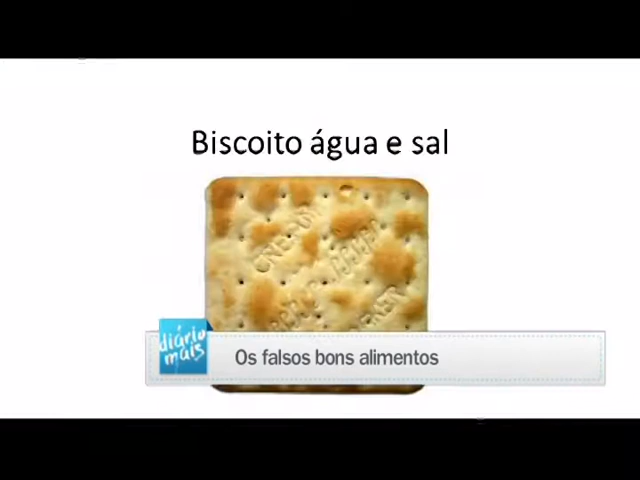 Biscoito água e sal
diário
mais
Os falsos bons alimentos